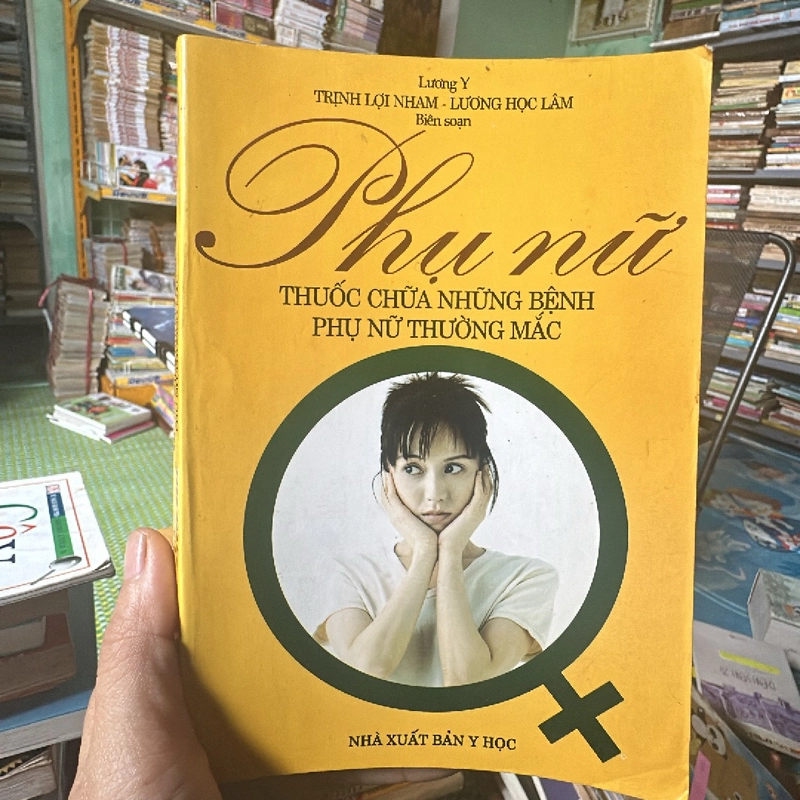 Lương Y
TRỊNH LỢI NHAM - LƯƠNG HỌC LÂM
Biên soạn
Phụ nữ
THUỐC CHỮA NHỮNG BỆNH
PHỤ NỮ THƯỜNG MẮC
NHÀ XUẤT BẢN Y HỌC